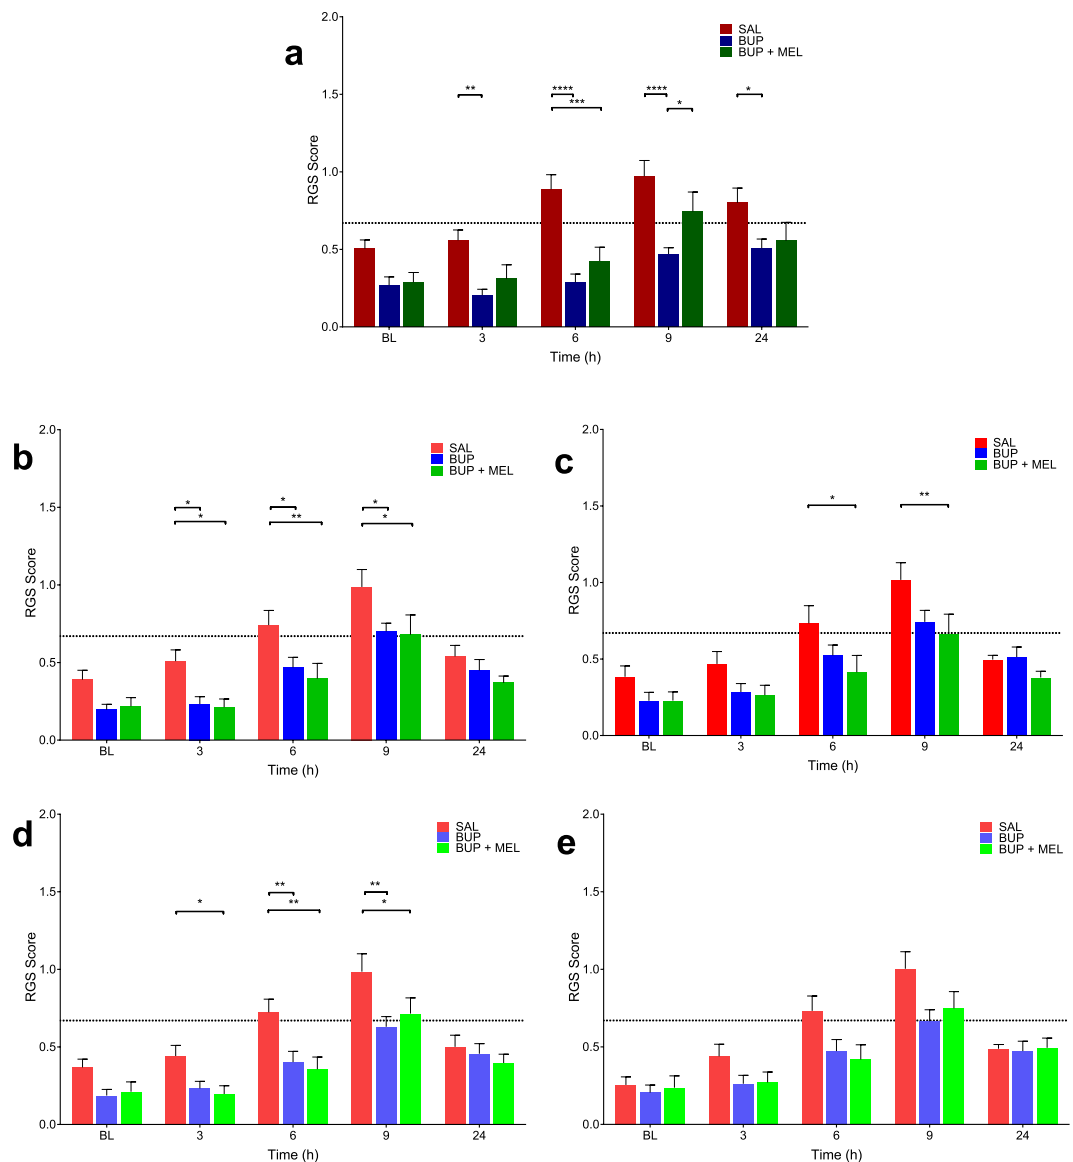 a
2.0
1.5
1.0
0.5
0.0
RGS Score
SAL
BUP
BUP + MEL
**
****
***
****
*
*
BL 3 6 9 24
Time (h)
b
2.0
1.5
1.0
0.5
0.0
RGS Score
SAL
BUP
BUP + MEL
*
*
*
**
*
*
BL 3 6 9 24
Time (h)
c
2.0
1.5
1.0
0.5
0.0
RGS Score
SAL
BUP
BUP + MEL
*
**
BL 3 6 9 24
Time (h)
d
2.0
1.5
1.0
0.5
0.0
RGS Score
SAL
BUP
BUP + MEL
*
**
**
**
*
BL 3 6 9 24
Time (h)
e
2.0
1.5
1.0
0.5
0.0
RGS Score
SAL
BUP
BUP + MEL
BL 3 6 9 24
Time (h)